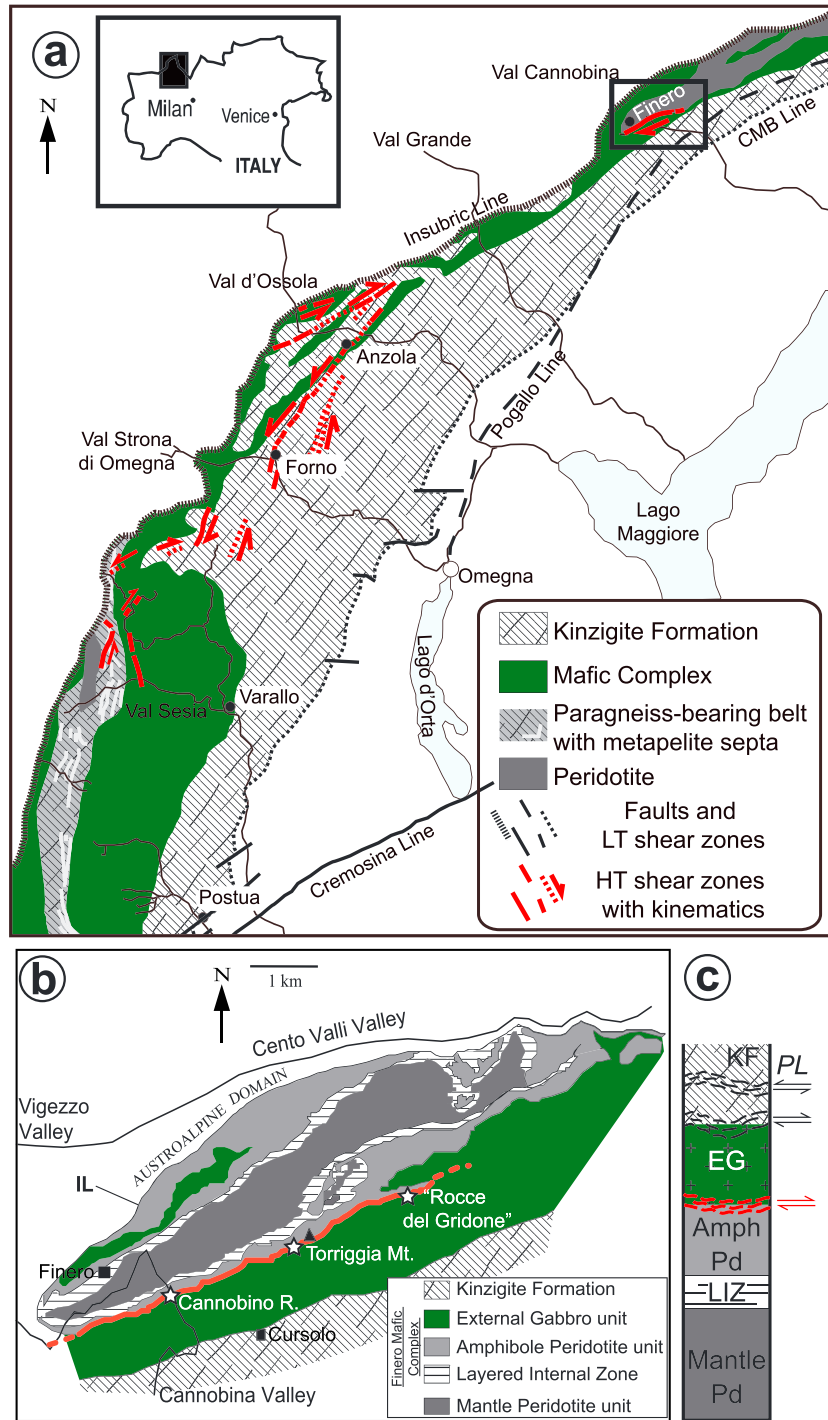 a
N
Milan
Venice
ITALY
Val Cannobina
Finero
CMB Line
Val Grande
Insubric Line
Val d'Ossola
Anzola
Pogallo Line
Val Strona
di Omegna
Forno
Lago
Maggiore
Omegna
Lago d'Orta
Val Sesia
Varallo
Cremosina Line
Postua
Kinzigite Formation
Mafic Complex
Paragneiss-bearing belt
with metapelite septa
Peridotite
Faults and
LT shear zones
HT shear zones
with kinematics
b
N
1 km
Cento Valli Valley
Vigezzo
Valley
AUSTROALPINE DOMAIN
IL
"Rocce
del Gridone"
Torriggia Mt.
Finero
Cannobino R.
Cursolo
Cannobina Valley
Finero Mafic
Complex
Kinzigite Formation
External Gabbro unit
Amphibole Peridotite unit
Layered Internal Zone
Mantle Peridotite unit
c
KF
PL
EG
Amph
Pd
LIZ
Mantle
Pd